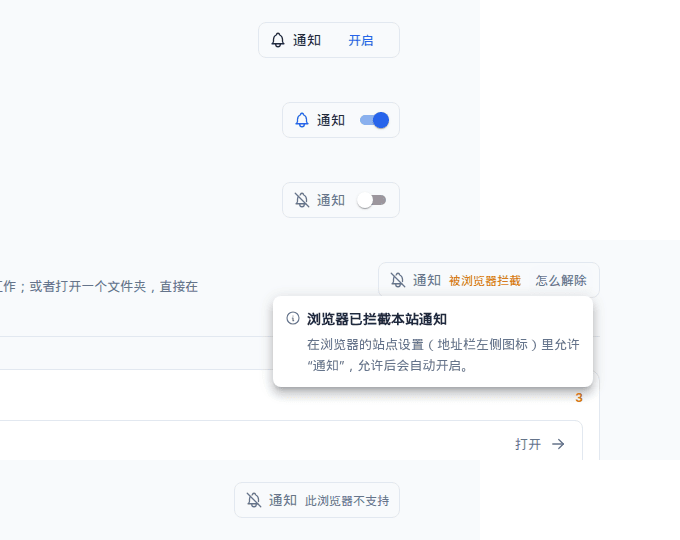 通知 开启
通知
通知
工作；或者打开一个文件夹，直接在
通知 被浏览器拦截 怎么解除
浏览器已拦截本站通知
在浏览器的站点设置（地址栏左侧图标）里允许
“通知”，允许后会自动开启。
3
打开
通知 此浏览器不支持